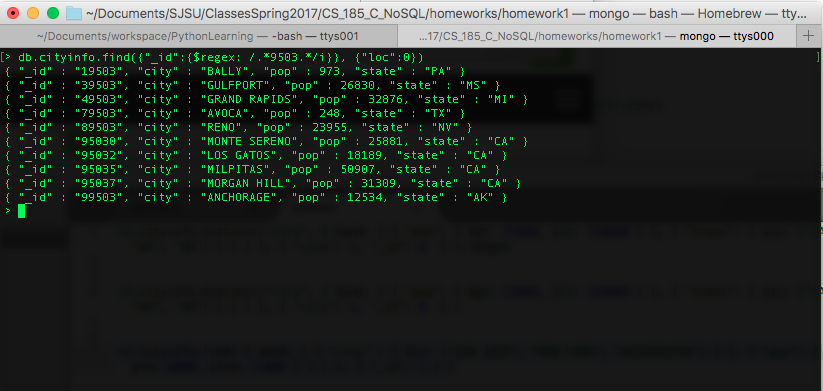 ~/Documents/SJSU/ClassesSpring2017/CS_185_C_NoSQL/homeworks/homework1 — mongo — bash — Homebrew — tty...
~/Documents/workspace/PythonLearning — -bash — ttys001
...17/CS_185_C_NoSQL/homeworks/homework1 — mongo — ttys000
[> db.cityinfo.find({"_id":{$regex: /.*9503.*/i}}, {"loc":0}) ]
{ "_id" : "19503", "city" : "BALLY", "pop" : 973, "state" : "PA" }
{ "_id" : "39503", "city" : "GULFPORT", "pop" : 26830, "state" : "MS" }
{ "_id" : "49503", "city" : "GRAND RAPIDS", "pop" : 32876, "state" : "MI" }
{ "_id" : "79503", "city" : "AVOCA", "pop" : 248, "state" : "TX" }
{ "_id" : "89503", "city" : "RENO", "pop" : 23955, "state" : "NV" }
{ "_id" : "95030", "city" : "MONTE SERENO", "pop" : 25881, "state" : "CA" }
{ "_id" : "95032", "city" : "LOS GATOS", "pop" : 18189, "state" : "CA" }
{ "_id" : "95035", "city" : "MILPITAS", "pop" : 50907, "state" : "CA" }
{ "_id" : "95037", "city" : "MORGAN HILL", "pop" : 31309, "state" : "CA" }
{ "_id" : "99503", "city" : "ANCHORAGE", "pop" : 12534, "state" : "AK" }
>